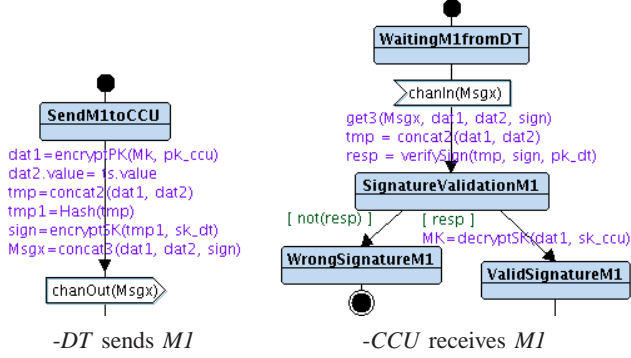 SendM1toCCU
dat1=encryptPK(Mk, pk_ccu)
dat2.value= ts.value
tmp=concat2(dat1, dat2)
tmp1=Hash(tmp)
sign=encryptSK(tmp1, sk_dt)
Msgx=concat3(dat1, dat2, sign)
chanOut(Msgx)
-DT sends M1
WaitingM1fromDT
chanIn(Msgx)
get3(Msgx, dat1, dat2, sign)
tmp = concat2(dat1, dat2)
resp = verifySign(tmp, sign, pk_dt)
SignatureValidationM1
[ not(resp) ]
[ resp ]
MK=decryptSK(dat1, sk_ccu)
WrongSignatureM1
ValidSignatureM1
-CCU receives M1